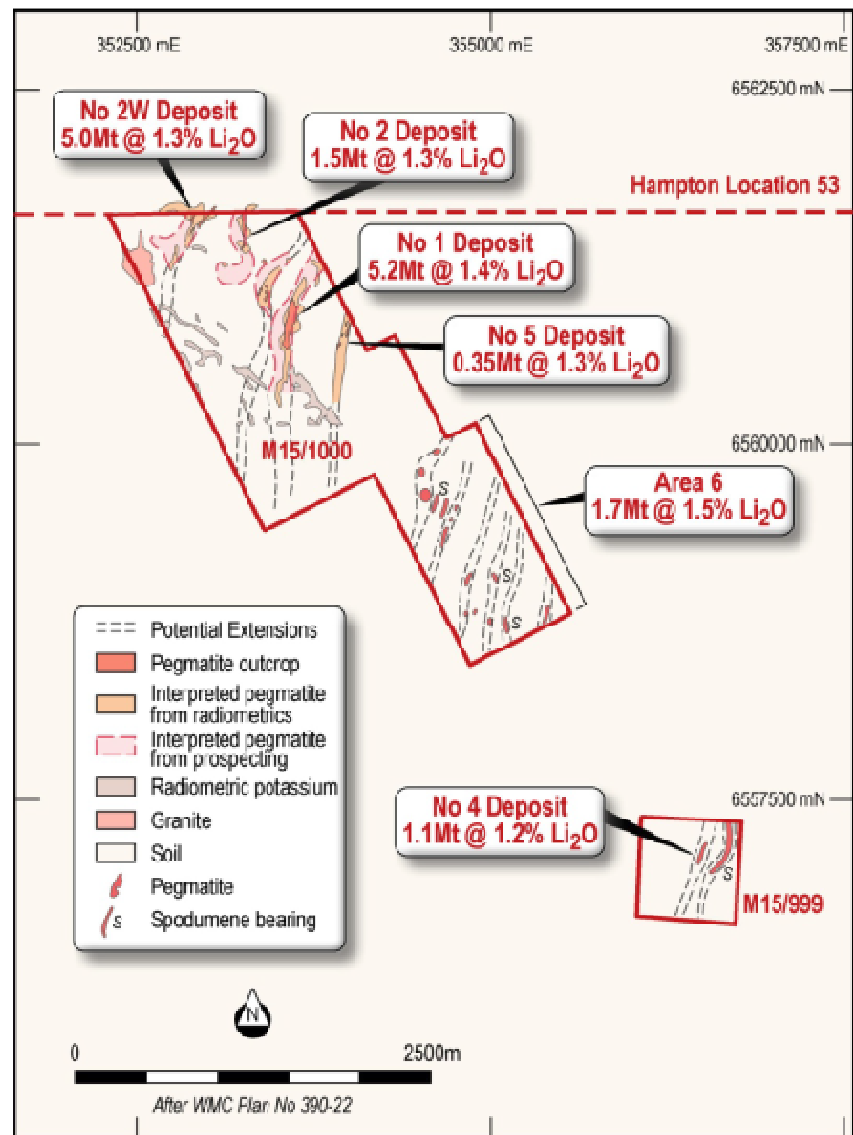 352500 mE
355000 mE
357500 mE
6562500 mN
No 2W Deposit
5.0Mt @ 1.3% Li2O
No 2 Deposit
1.5Mt @ 1.3% Li2O
Hampton Location 53
No 1 Deposit
5.2Mt @ 1.4% Li2O
No 5 Deposit
0.35Mt @ 1.3% Li2O
M15/1000
6560000 mN
Area 6
1.7Mt @ 1.5% Li2O
S
S
S
Potential Extensions
Pegmatite outcrop
Interpreted pegmatite
from radiometrics
Interpreted pegmatite
from prospecting
Radiometric potassium
Granite
Soil
Pegmatite
S
Spodumene bearing
6557500 mN
No 4 Deposit
1.1Mt @ 1.2% Li2O
S
M15/999
N
0
2500m
After WMC Plan No 390-22